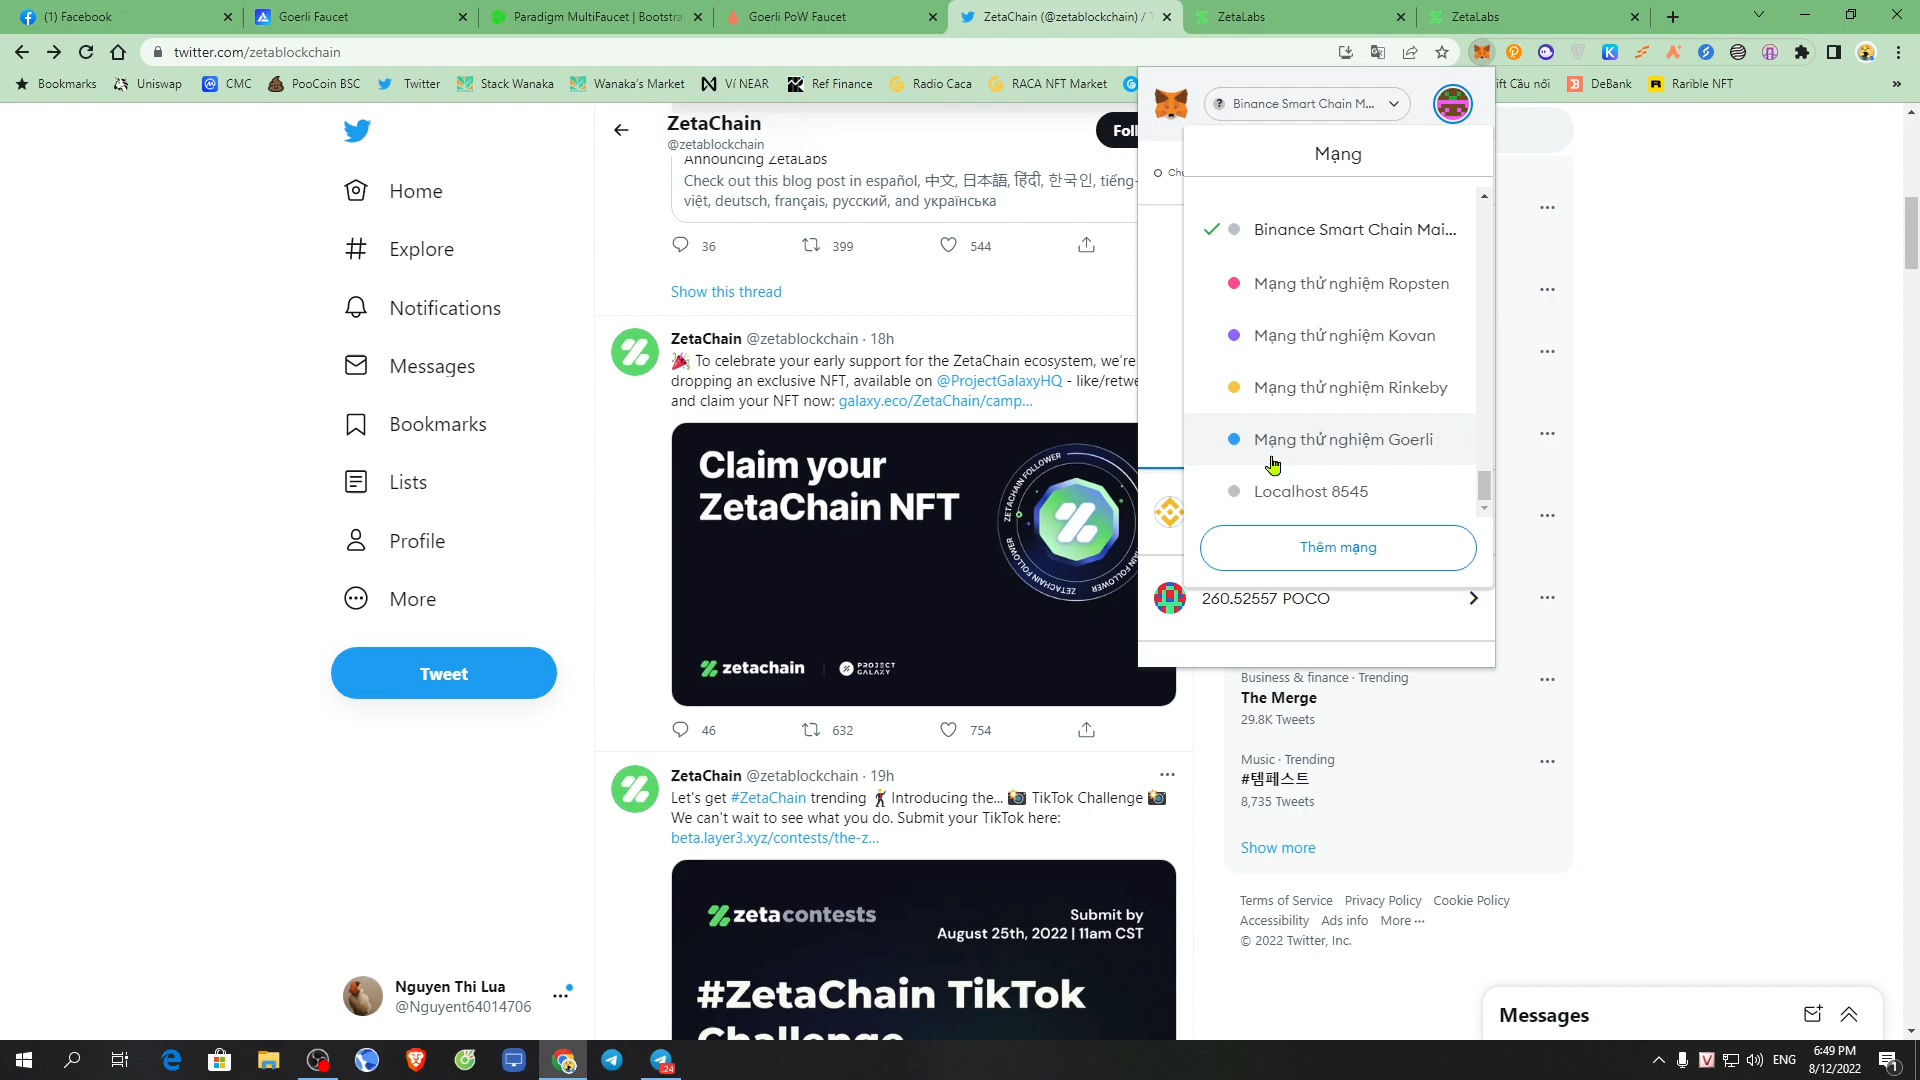 (1) Facebook
Goerli Faucet
Paradigm MultiFaucet | Bootstra
Goerli PoW Faucet
ZetaChain (@zetablockchain) / T
ZetaLabs
ZetaLabs
twitter.com/zetablockchain
Bookmarks
Uniswap
CMC
PooCoin BSC
Twitter
Stack Wanaka
Wanaka's Market
Ví NEAR
Ref Finance
Radio Caca
RACA NFT Market
ift Cầu nối
DeBank
Rarible NFT
»
Home
Explore
Notifications
Messages
Bookmarks
Lists
Profile
More
Tweet
Nguyen Thi Lua
@Nguyent64014706
ZetaChain
@zetablockchain
Foll
Announcing ZetaLabs
Check out this blog post in español, 中文, 日本語, हिंदी, 한국인, tiếng-
việt, deutsch, français, русский, and українська
36
399
544
Show this thread
ZetaChain @zetablockchain · 18h
To celebrate your early support for the ZetaChain ecosystem, we're
dropping an exclusive NFT, available on @ProjectGalaxyHQ - like/retwe
and claim your NFT now: galaxy.eco/ZetaChain/camp...
Claim your
ZetaChain NFT
ZETACHAIN FOLLOWER
zetachain
PROJECT
GALAXY
46
632
754
ZetaChain @zetablockchain · 19h
Let's get #ZetaChain trending Introducing the... TikTok Challenge
We can't wait to see what you do. Submit your TikTok here:
beta.layer3.xyz/contests/the-z...
zetacontests
Submit by
August 25th, 2022 | 11am CST
#ZetaChain TikTok
Challenge
Binance Smart Chain M...
Chu
Mạng
Binance Smart Chain Mai...
Mạng thử nghiệm Ropsten
Mạng thử nghiệm Kovan
Mạng thử nghiệm Rinkeby
Mạng thử nghiệm Goerli
Localhost 8545
Thêm mạng
260.52557 POCO
Business & finance · Trending
The Merge
29.8K Tweets
Music · Trending
#템페스트
8,735 Tweets
Show more
Terms of Service Privacy Policy Cookie Policy
Accessibility Ads info More ···
© 2022 Twitter, Inc.
Messages
24
ENG
6:49 PM
8/12/2022
1